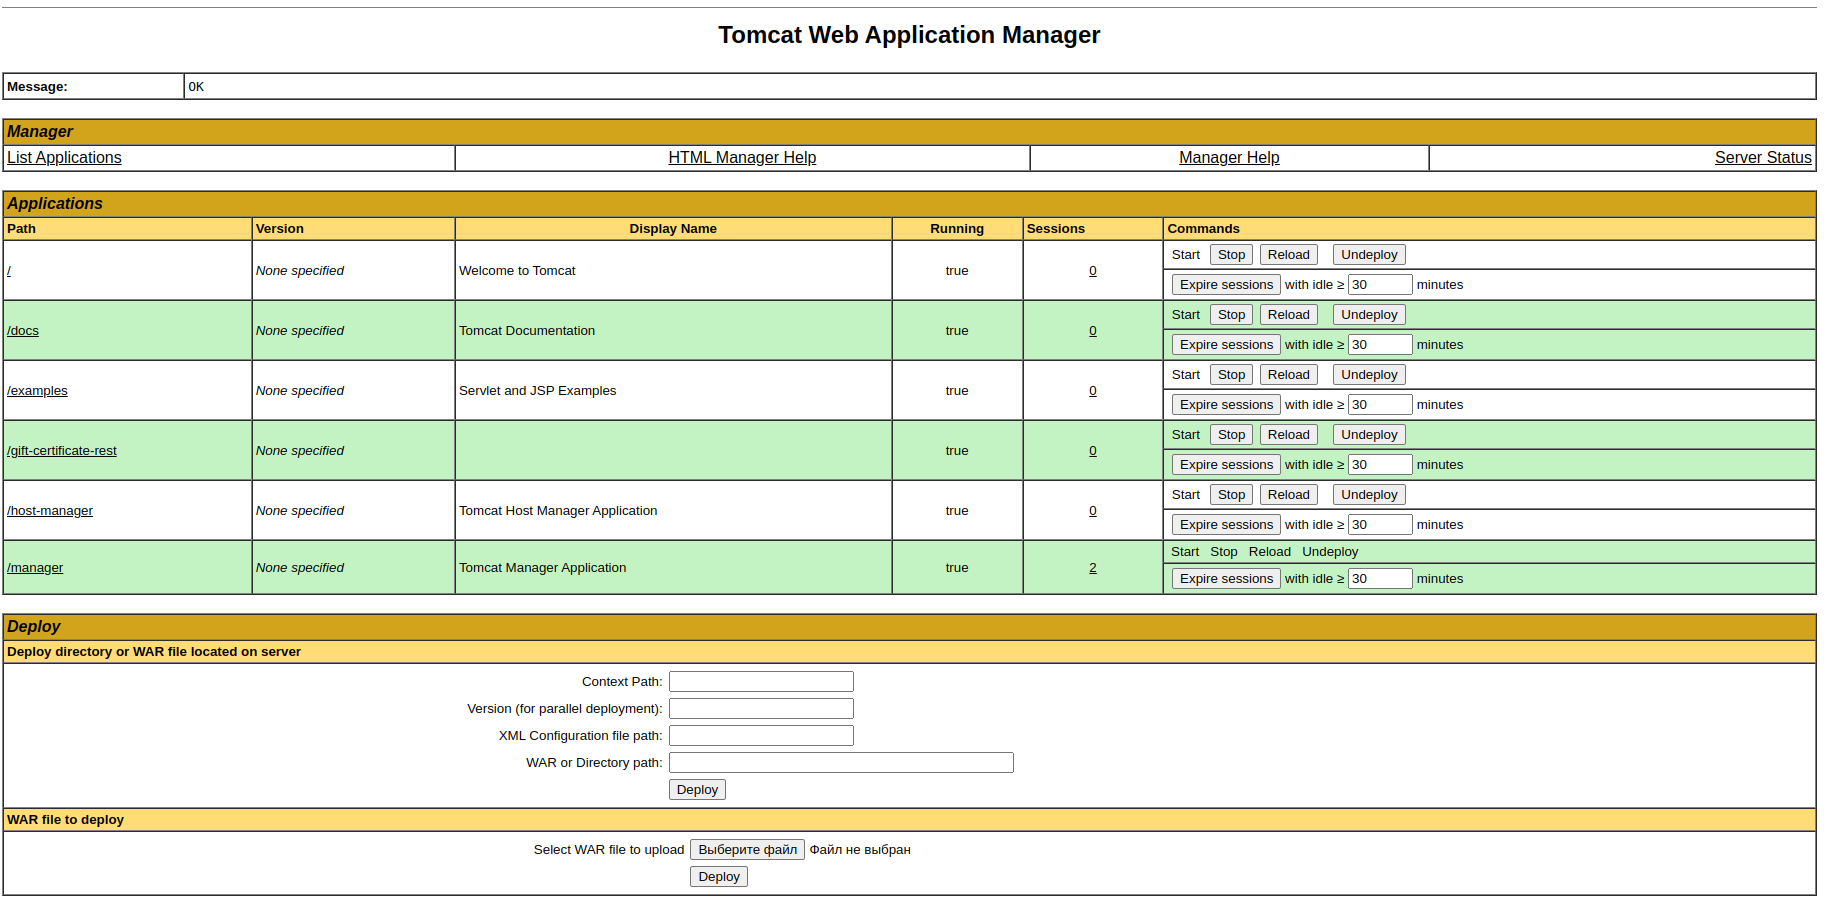 Tomcat Web Application Manager
Message: OK
Manager
List Applications HTML Manager Help Manager Help Server Status
Applications
Path Version Display Name Running Sessions Commands
/ None specified Welcome to Tomcat true 0 Start Stop Reload Undeploy
Expire sessions with idle ≥ 30 minutes
/docs None specified Tomcat Documentation true 0 Start Stop Reload Undeploy
Expire sessions with idle ≥ 30 minutes
/examples None specified Servlet and JSP Examples true 0 Start Stop Reload Undeploy
Expire sessions with idle ≥ 30 minutes
/gift-certificate-rest None specified true 0 Start Stop Reload Undeploy
Expire sessions with idle ≥ 30 minutes
/host-manager None specified Tomcat Host Manager Application true 0 Start Stop Reload Undeploy
Expire sessions with idle ≥ 30 minutes
/manager None specified Tomcat Manager Application true 2 Start Stop Reload Undeploy
Expire sessions with idle ≥ 30 minutes
Deploy
Deploy directory or WAR file located on server
Context Path:
Version (for parallel deployment):
XML Configuration file path:
WAR or Directory path:
Deploy
WAR file to deploy
Select WAR file to upload Выберите файл Файл не выбран
Deploy